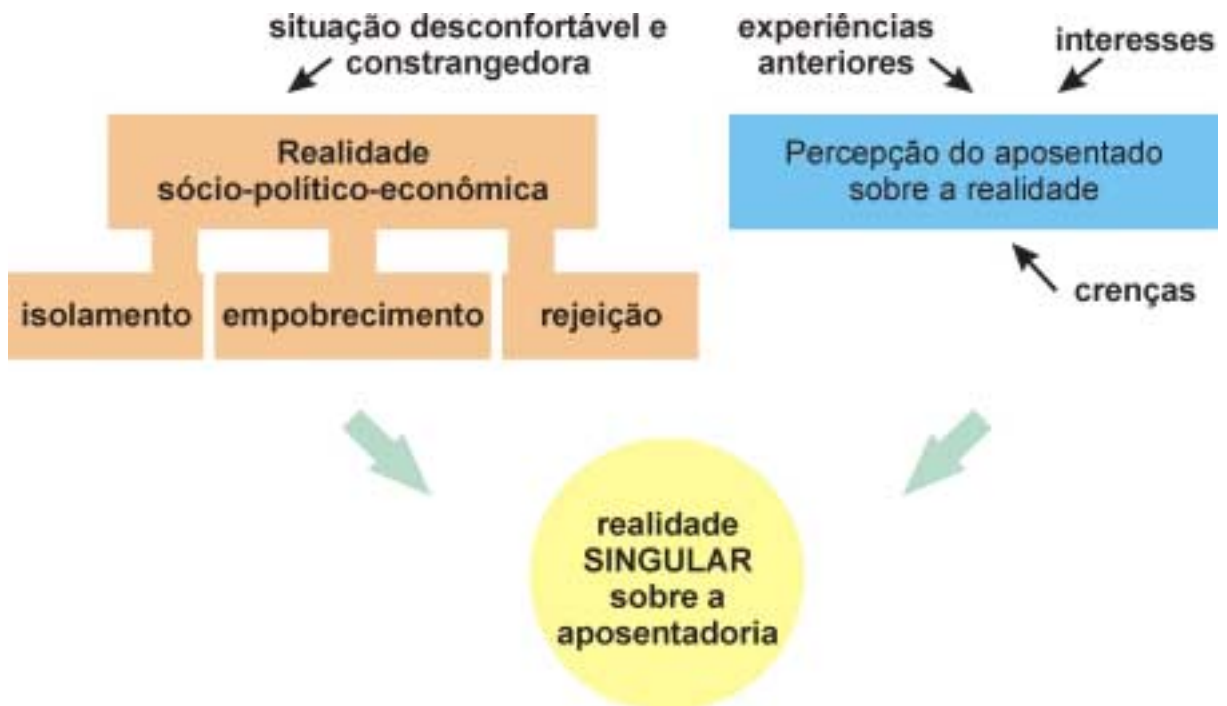 situação desconfortável e
constrangedora
experiências
anteriores
interesses
Realidade
sócio-político-econômica
Percepção do aposentado
sobre a realidade
isolamento
empobrecimento
rejeição
crenças
realidade
SINGULAR
sobre a
aposentadoria